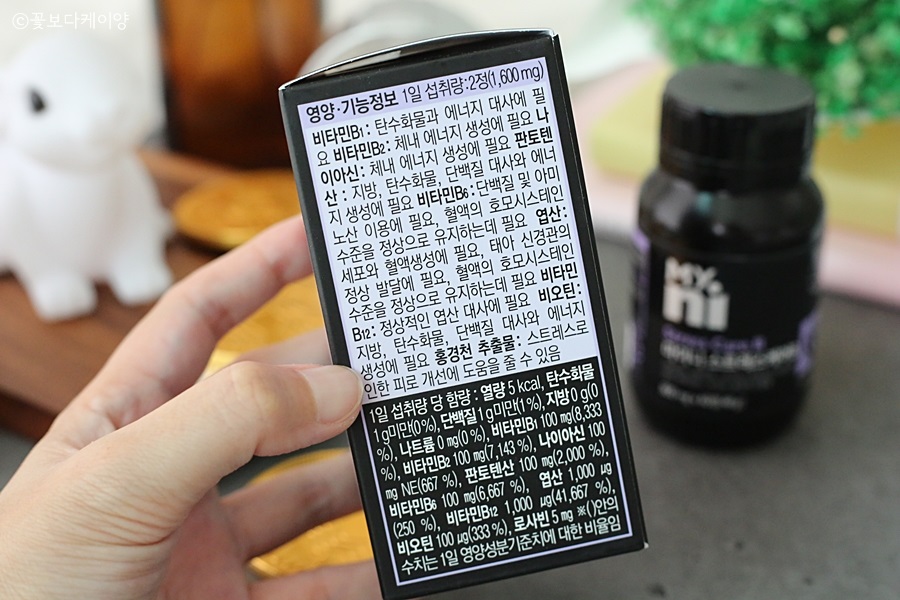 ©꽃보다케이양
영양·기능정보 1일 섭취량:2정(1,600mg)
비타민B1: 탄수화물과 에너지 대사에 필
요 비타민B2: 체내 에너지 생성에 필요 나
이아신: 체내 에너지 생성에 필요 판토텐
산 : 지방, 탄수화물, 단백질 대사와 에너
지 생성에 필요 비타민B6 : 단백질 및 아미
노산 이용에 필요, 혈액의 호모시스테인
수준을 정상으로 유지하는데 필요 엽산 :
세포와 혈액생성에 필요, 태아 신경관의
정상 발달에 필요, 혈액의 호모시스테인
수준을 정상으로 유지하는데 필요 비타민
B12: 정상적인 엽산 대사에 필요 비오틴:
지방, 탄수화물, 단백질 대사와 에너지
생성에 필요 홍경천 추출물: 스트레스로
인한 피로 개선에 도움을 줄 수 있음
1일 섭취량 당 함량 : 열량 5 kcal, 탄수화물
1 g미만(0%), 단백질 1 g미만(1%), 지방 0 g(0
%), 나트륨 0 mg(0 %), 비타민B1 100 mg(8,333
%), 비타민B2 100 mg(7,143 %), 나이아신 100
mg NE(667 %), 판토텐산 100 mg(2,000 %),
비타민B6 100 mg(6,667 %), 엽산 1,000 μg
(250 %), 비타민B12 1,000 μg(41,667 %),
비오틴 100 μg(333 %), 로사빈 5 mg ※()안의
수치는 1일 영양성분기준치에 대한 비율임
MY.
ni